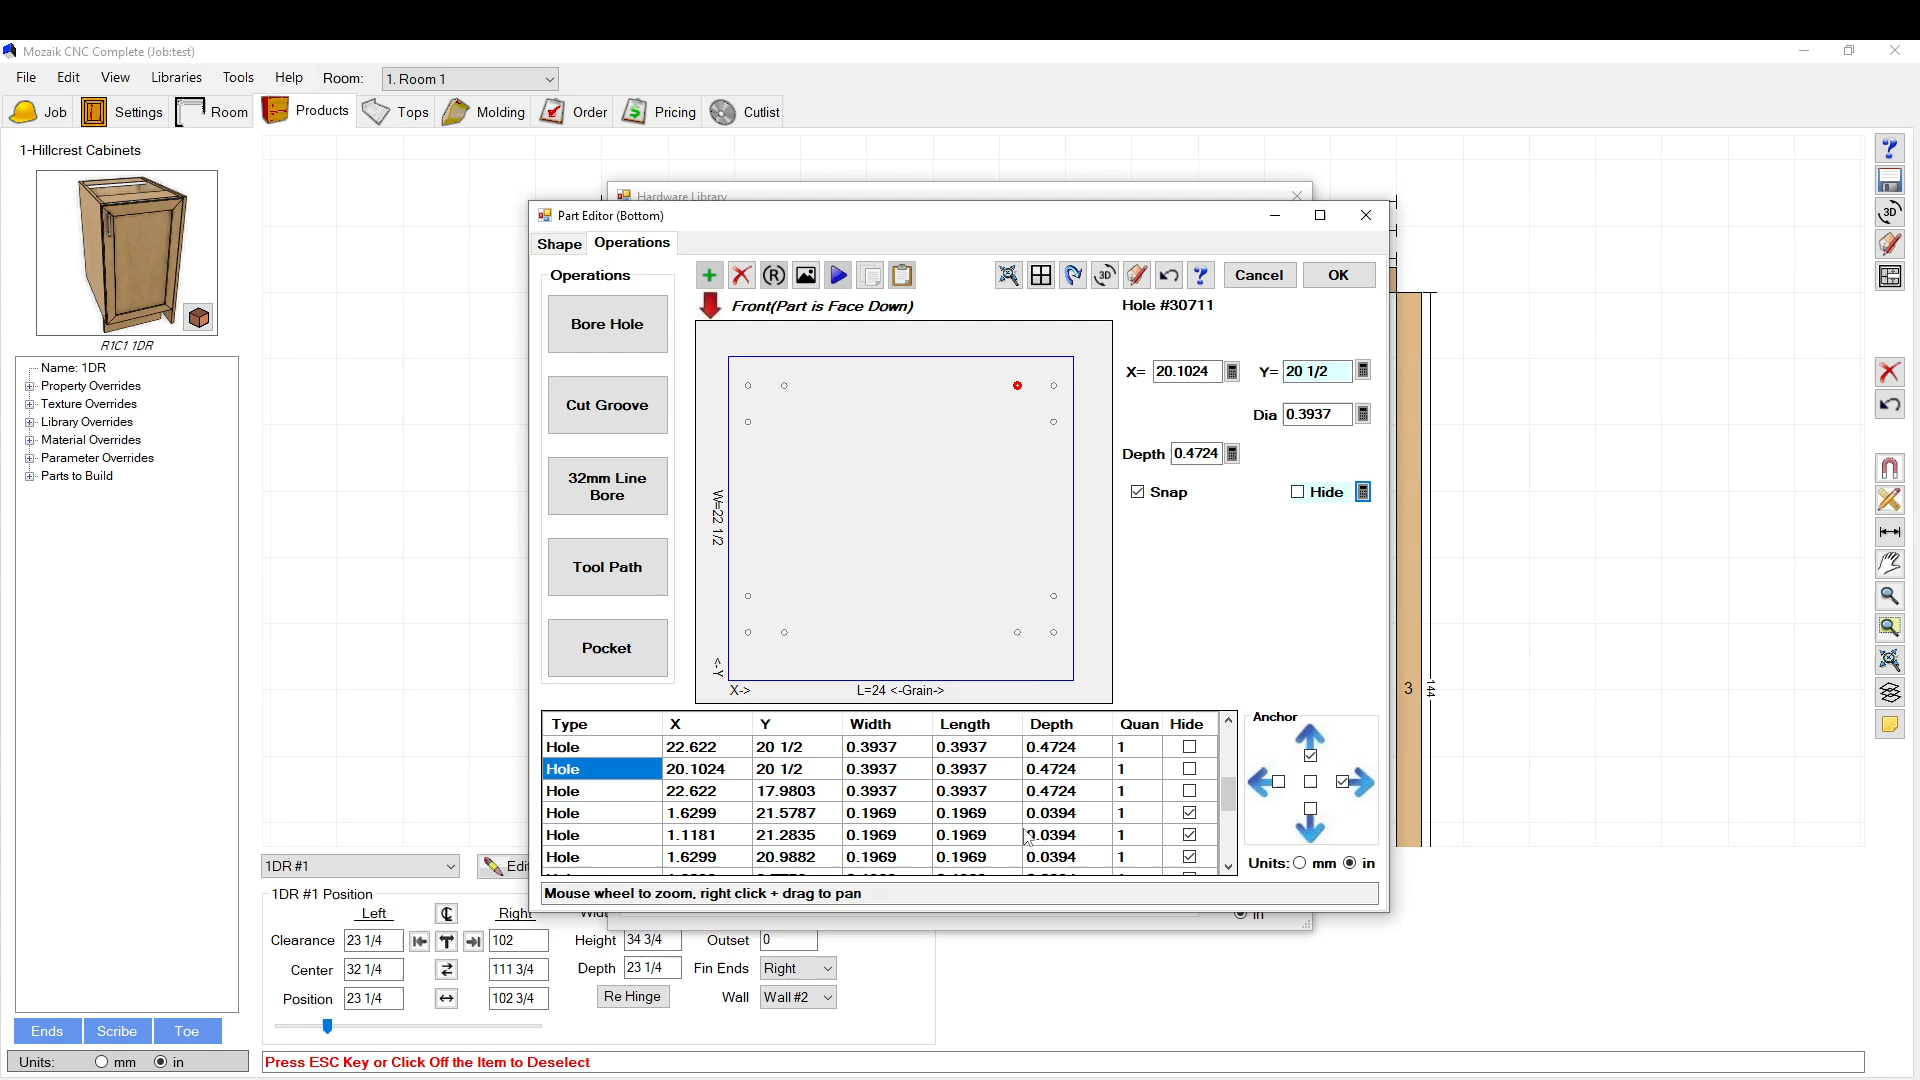 Mozaik CNC Complete (Job:test)
File Edit View Libraries Tools Help Room: 1. Room 1
Job Settings Room Products Tops Molding Order Pricing Cutlist
1-Hillcrest Cabinets
R1C1 1DR
Name: 1DR
Property Overrides
Texture Overrides
Library Overrides
Material Overrides
Parameter Overrides
Parts to Build
Ends Scribe Toe
Units: mm in
Hardware Library
Part Editor (Bottom)
Shape Operations
Operations
Bore Hole
Cut Groove
32mm Line
Bore
Tool Path
Pocket
(R)
3D
?
Cancel OK
Front(Part is Face Down)
W=22 1/2
<-Y
X-> L=24 <-Grain->
Hole #30711
X= 20.1024 Y= 20 1/2
Dia 0.3937
Depth 0.4724
Snap Hide
Type X Y Width Length Depth Quan Hide
Hole 22.622 20 1/2 0.3937 0.3937 0.4724 1
Hole 20.1024 20 1/2 0.3937 0.3937 0.4724 1
Hole 22.622 17.9803 0.3937 0.3937 0.4724 1
Hole 1.6299 21.5787 0.1969 0.1969 0.0394 1
Hole 1.1181 21.2835 0.1969 0.1969 0.0394 1
Hole 1.6299 20.9882 0.1969 0.1969 0.0394 1
Anchor
Units: mm in
Mouse wheel to zoom, right click + drag to pan
3
144
?
3D
1DR #1 Edi
1DR #1 Position
Left Right
Clearance 23 1/4 102 Height 34 3/4 Outset 0
Center 32 1/4 111 3/4 Depth 23 1/4 Fin Ends Right
Position 23 1/4 102 3/4 Re Hinge Wall Wall #2
in
Press ESC Key or Click Off the Item to Deselect